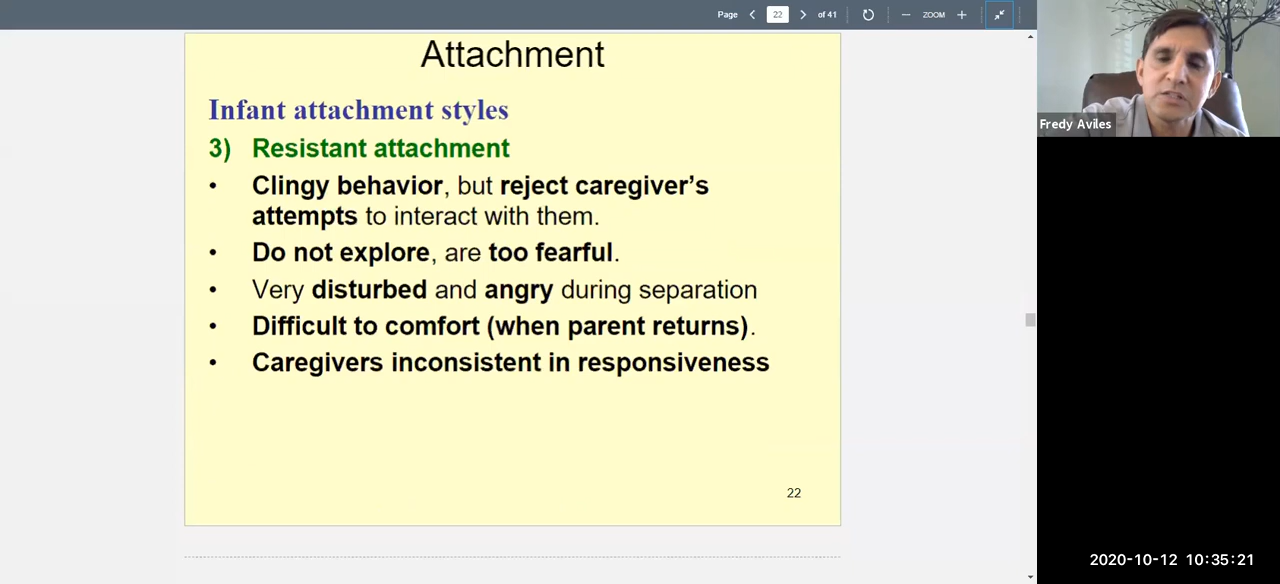 Page 22 of 41 ZOOM
Attachment
Infant attachment styles
3) Resistant attachment
• Clingy behavior, but reject caregiver’s
attempts to interact with them.
• Do not explore, are too fearful.
• Very disturbed and angry during separation
• Difficult to comfort (when parent returns).
• Caregivers inconsistent in responsiveness
22
Fredy Aviles
2020-10-12 10:35:21